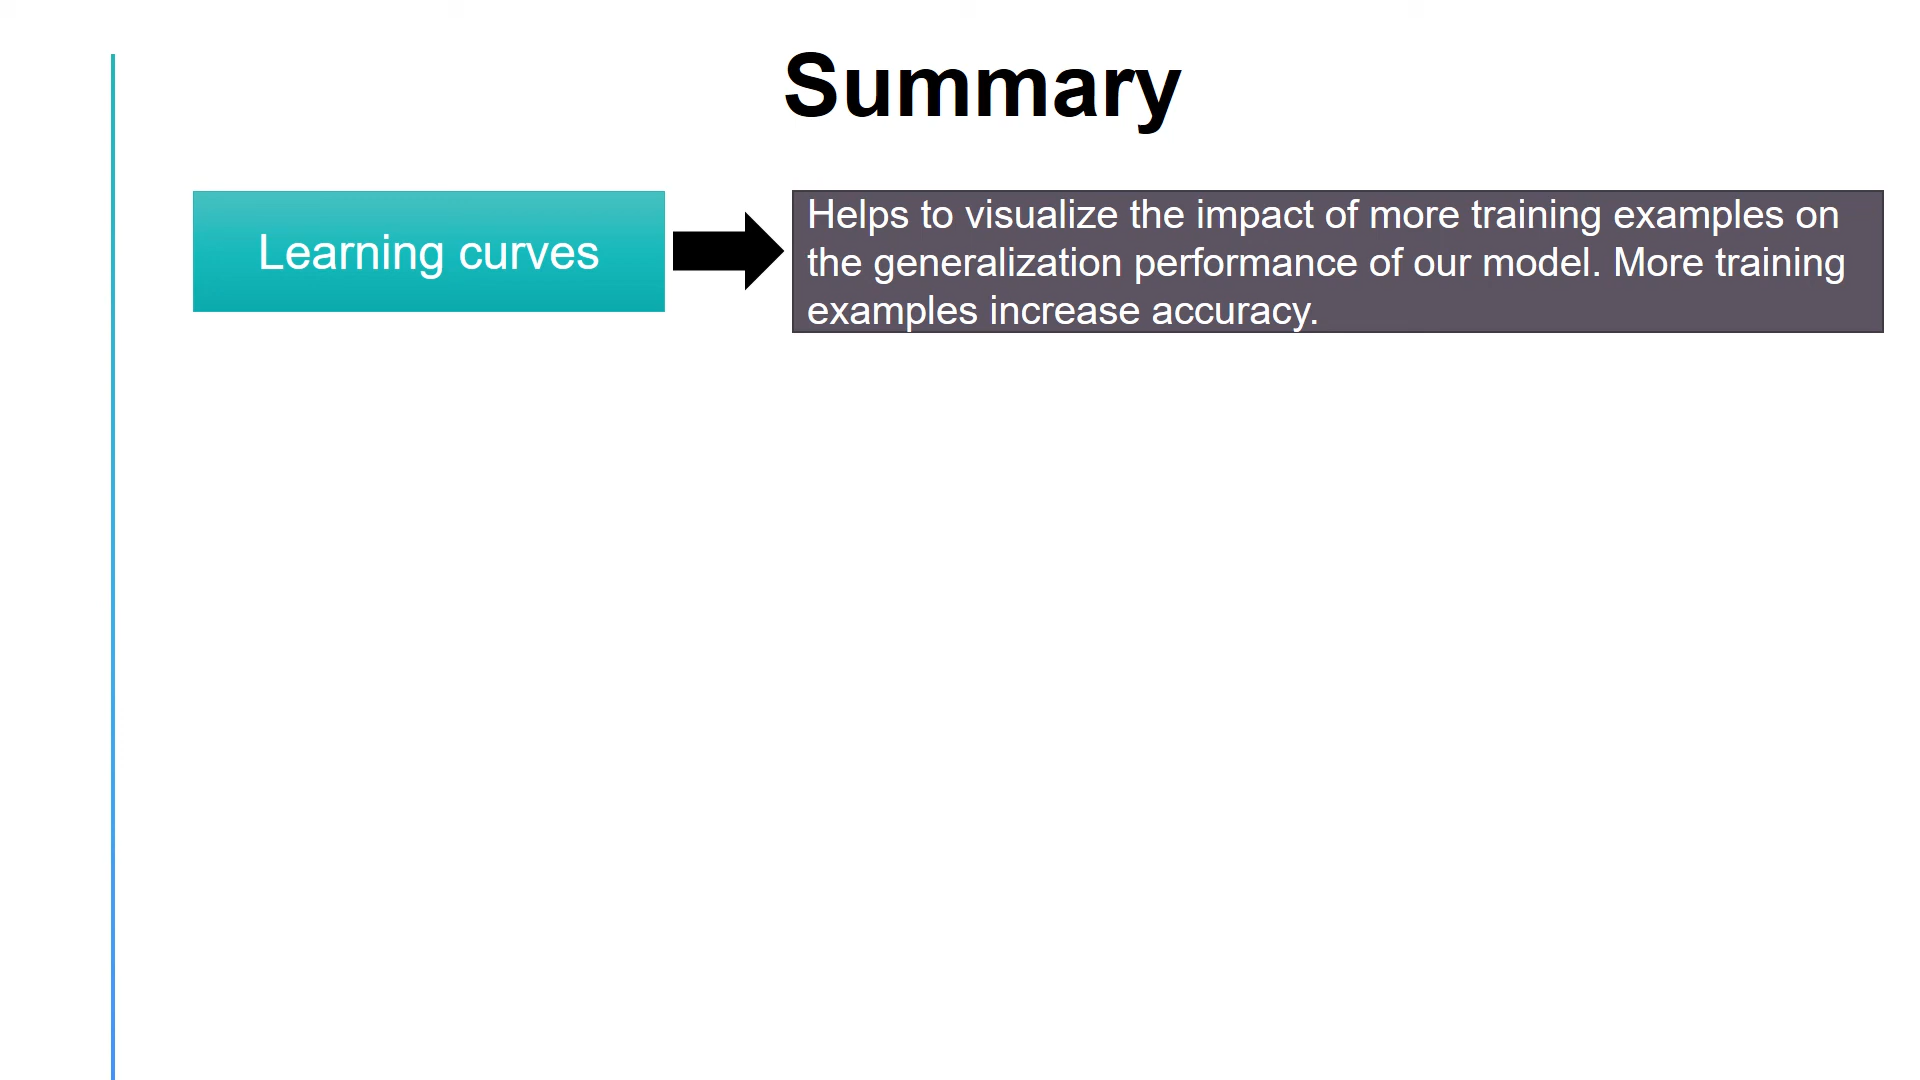 Summary
Learning curves
Helps to visualize the impact of more training examples on
the generalization performance of our model. More training
examples increase accuracy.